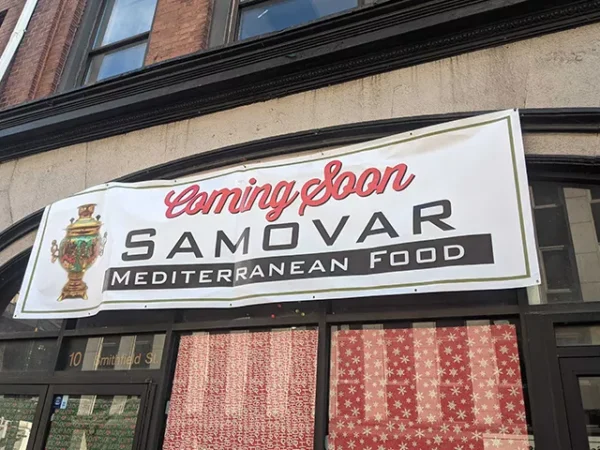 Coming Soon
SAMOVAR
MEDITERRANEAN FOOD
10 Smithfield St